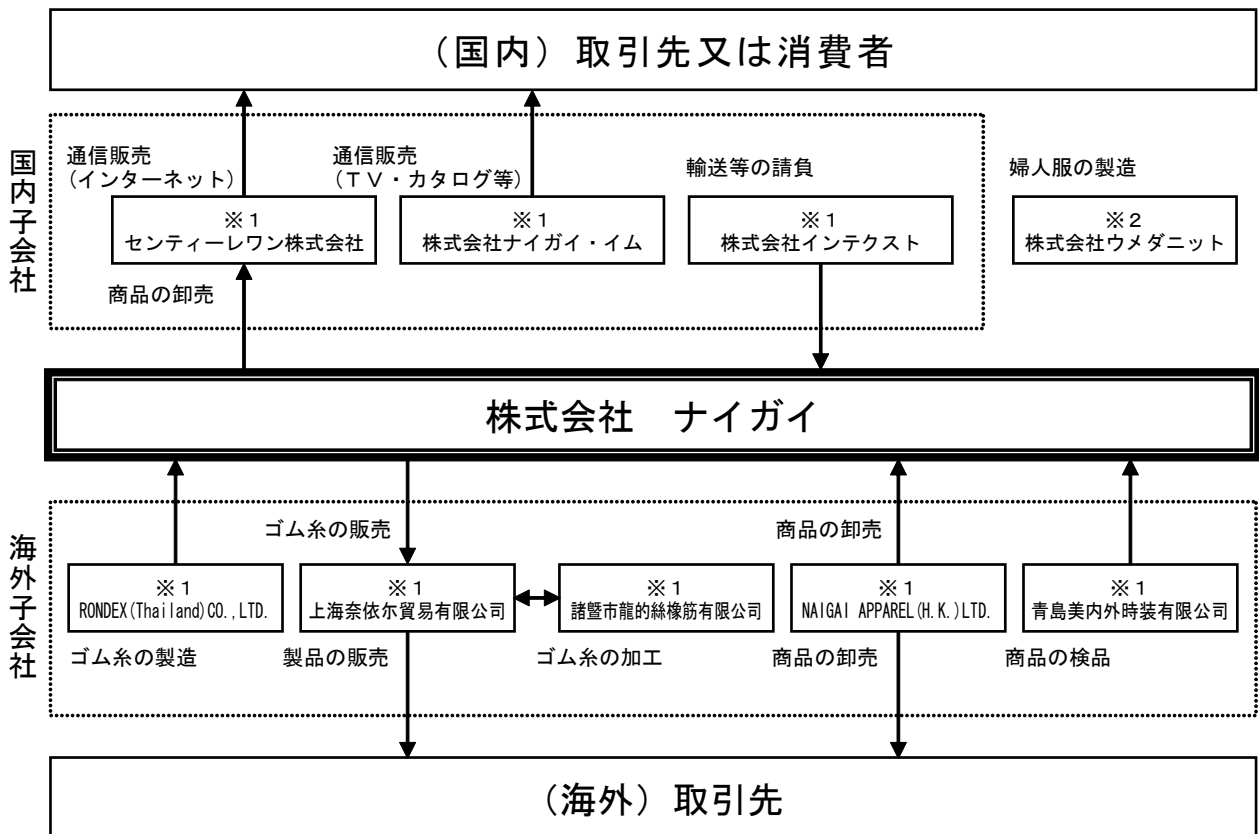 (国内)取引先又は消費者
国内子会社
通信販売
(インターネット)
通信販売
(TV・カタログ等)
輸送等の請負
婦人服の製造
※1
センティーレワン株式会社
※1
株式会社ナイガイ・イム
※1
株式会社インテクスト
※2
株式会社ウメダニット
商品の卸売
株式会社 ナイガイ
海外子会社
ゴム糸の販売
商品の卸売
※1
RONDEX(Thailand)CO.,LTD.
※1
上海奈依尓貿易有限公司
※1
諸暨市龍的絲橡筋有限公司
※1
NAIGAI APPAREL(H.K.)LTD.
※1
青島美内外時装有限公司
ゴム糸の製造
製品の販売
ゴム糸の加工
商品の卸売
商品の検品
(海外)取引先